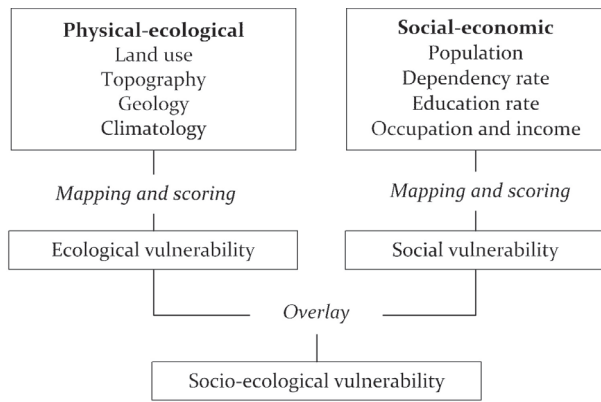 Physical-ecological
Land use
Topography
Geology
Climatology
Social-economic
Population
Dependency rate
Education rate
Occupation and income
Mapping and scoring
Mapping and scoring
Ecological vulnerability
Social vulnerability
Overlay
Socio-ecological vulnerability